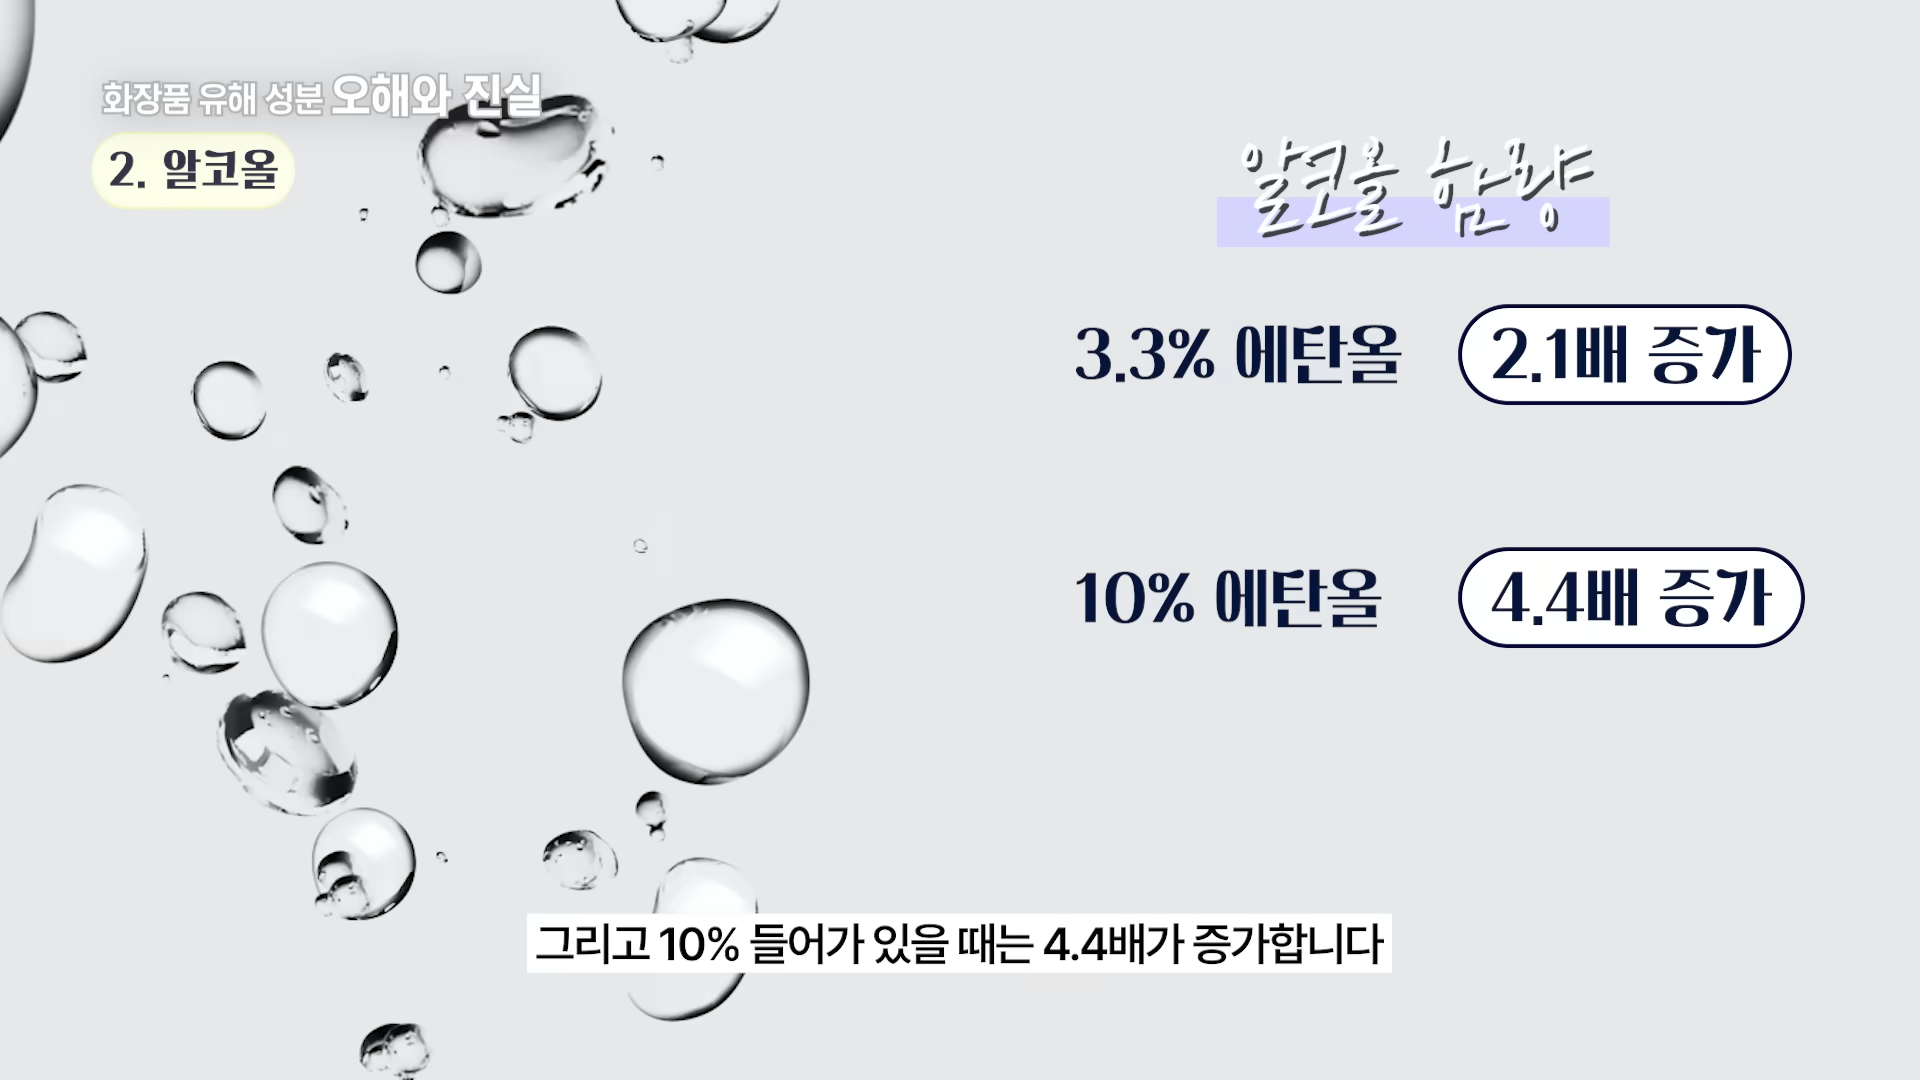 화장품 유해 성분 오해와 진실
2. 알코올
알코올 함량
3.3% 에탄올 2.1배 증가
10% 에탄올 4.4배 증가
그리고 10% 들어가 있을 때는 4.4배가 증가합니다